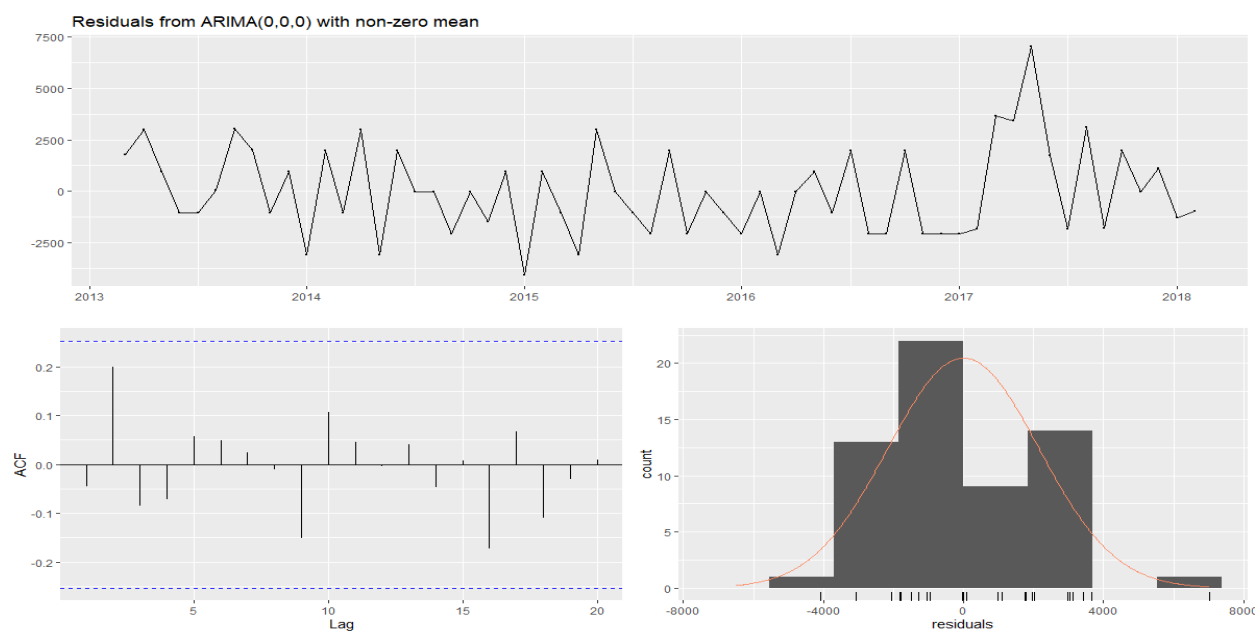 Residuals from ARIMA(0,0,0) with non-zero mean
7500
5000
2500
0
-2500
2013 2014 2015 2016 2017 2018
ACF
0.2
0.1
0.0
-0.1
-0.2
5 10 15 20
Lag
count
20
15
10
5
0
-8000 -4000 0 4000 8000
residuals